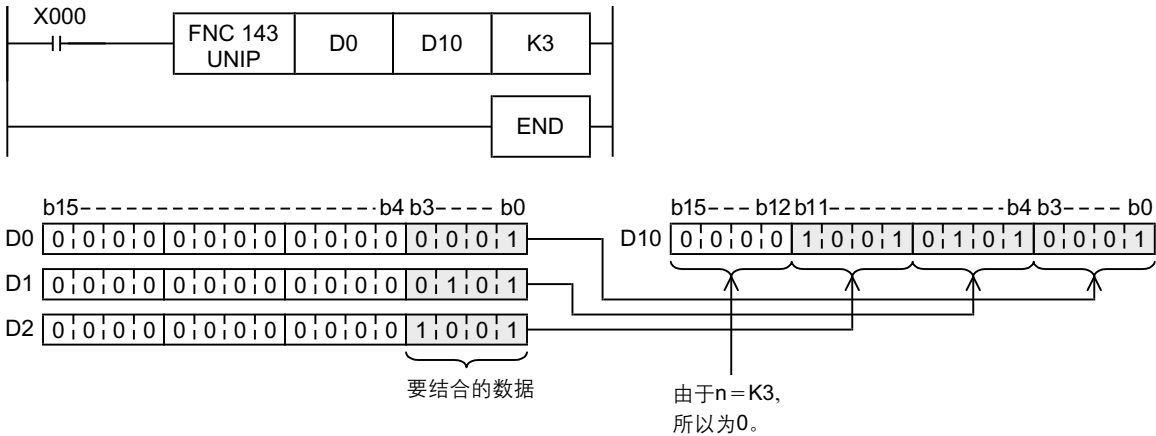 X000
FNC 143 D0 D10 K3
UNIP
END
b15 b4 b3 b0 b15 b12 b11 b4 b3 b0
D0 0 0 0 0 0 0 0 0 0 0 0 0 0 0 0 1 D10 0 0 0 0 1 0 0 1 0 1 0 1 0 0 0 1
D1 0 0 0 0 0 0 0 0 0 0 0 0 0 1 0 1
D2 0 0 0 0 0 0 0 0 0 0 0 0 1 0 0 1
要结合的数据
由于n=K3,
所以为0。